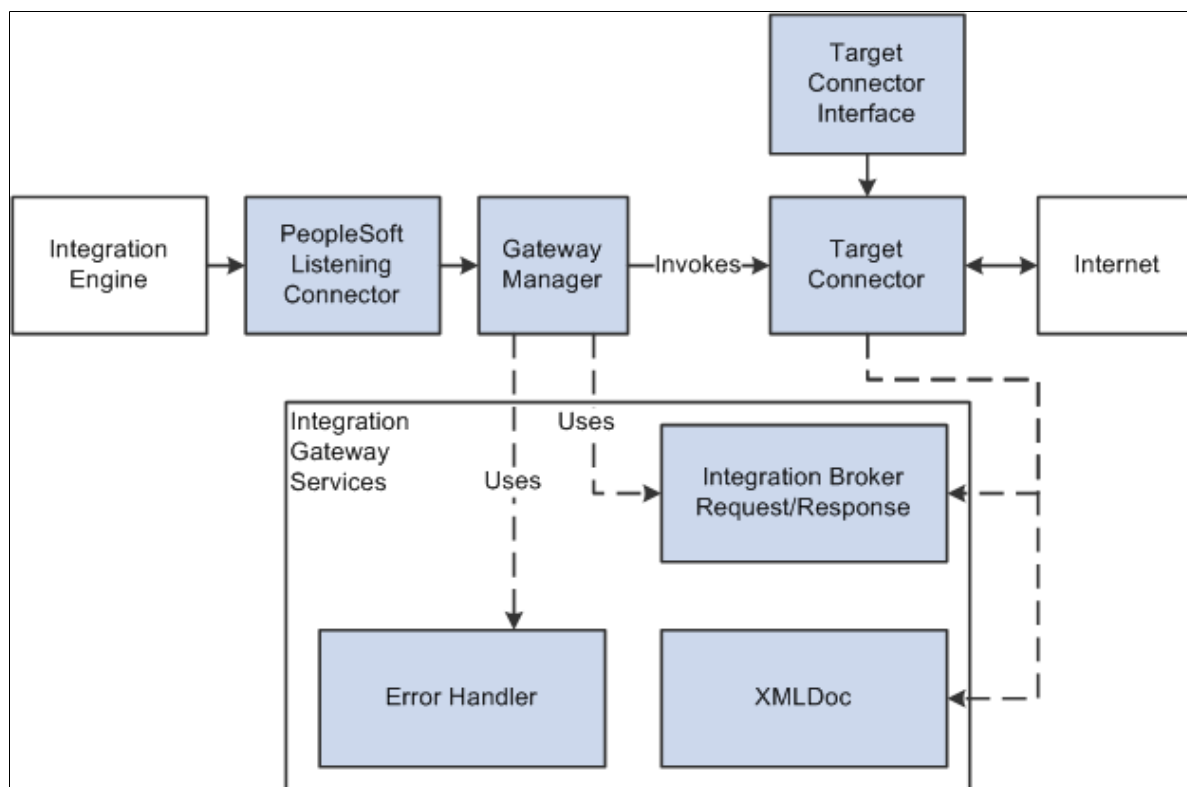 Target
Connector
Interface
Integration
Engine
PeopleSoft
Listening
Connector
Gateway
Manager
Invokes
Target
Connector
Internet
Integration
Gateway
Services
Uses
Uses
Integration Broker
Request/Response
Error Handler
XMLDoc